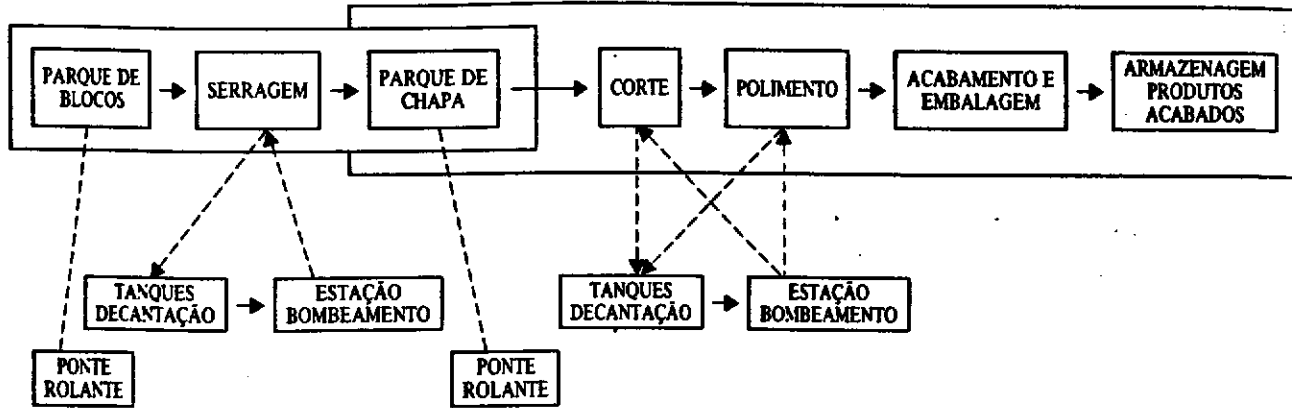 PARQUE DE
BLOCOS
SERRAGEM
PARQUE DE
CHAPA
CORTE
POLIMENTO
ACABAMENTO E
EMBALAGEM
ARMAZENAGEM
PRODUTOS
ACABADOS
TANQUES
DECANTAÇÃO
ESTAÇÃO
BOMBEAMENTO
TANQUES
DECANTAÇÃO
ESTAÇÃO
BOMBEAMENTO
PONTE
ROLANTE
PONTE
ROLANTE